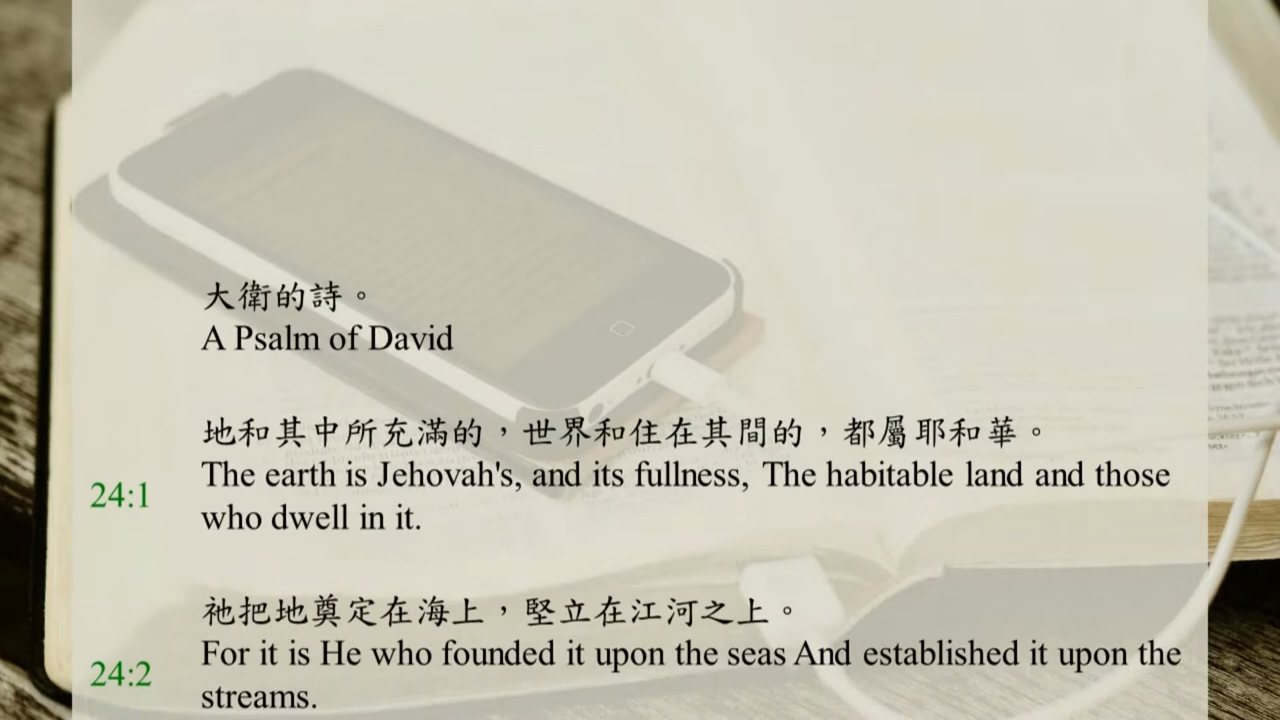 大衛的詩。
A Psalm of David
地和其中所充滿的，世界和住在其間的，都屬耶和華。
24:1
The earth is Jehovah's, and its fullness, The habitable land and those
who dwell in it.
祂把地奠定在海上，堅立在江河之上。
24:2
For it is He who founded it upon the seas And established it upon the
streams.